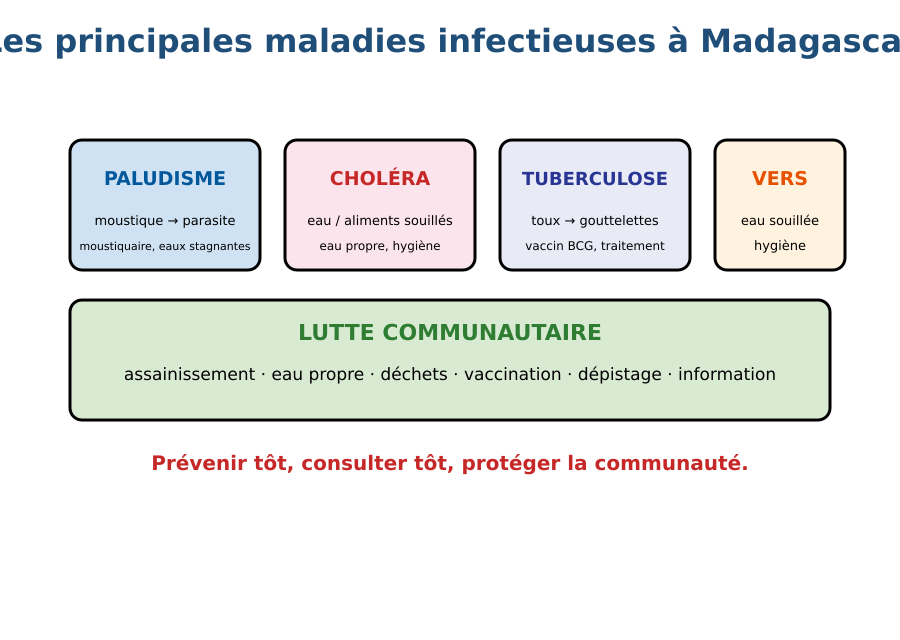 es principales maladies infectieuses à Madagasca
PALUDISME
moustique → parasite
moustiquaire, eaux stagnantes
CHOLÉRA
eau / aliments souillés
eau propre, hygiène
TUBERCULOSE
toux → gouttelettes
vaccin BCG, traitement
VERS
eau souillée
hygiène
LUTTE COMMUNAUTAIRE
assainissement · eau propre · déchets · vaccination · dépistage · information
Prévenir tôt, consulter tôt, protéger la communauté.